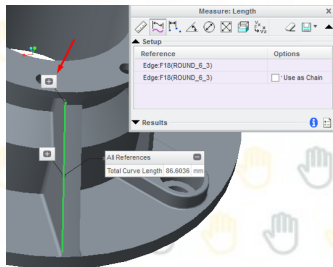 Measure: Length
Setup
Reference Options
Edge:F18(ROUND_6_3)
Edge:F18(ROUND_6_3) Use as Chain
Results
All References
Total Curve Length 86.6036 mm